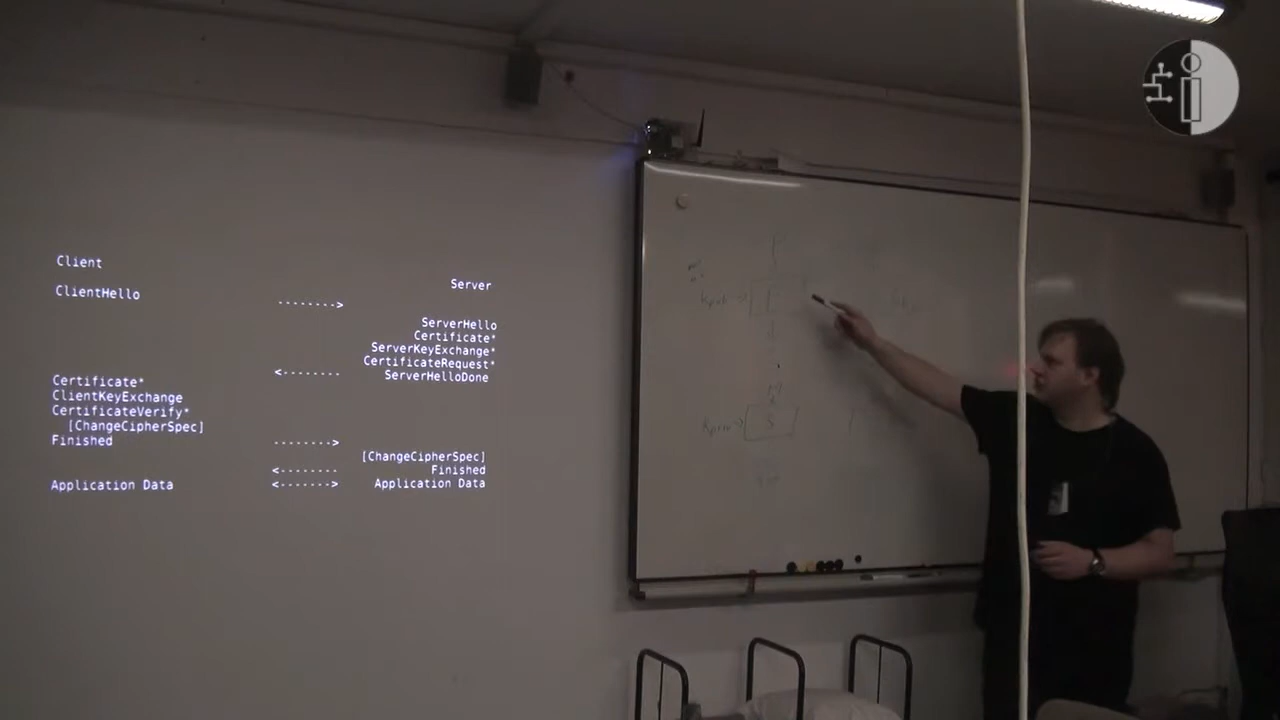 Client
Server
ClientHello
-------->
ServerHello
Certificate*
ServerKeyExchange*
CertificateRequest*
<-------- ServerHelloDone
Certificate*
ClientKeyExchange
CertificateVerify*
[ChangeCipherSpec]
Finished -------->
[ChangeCipherSpec]
<-------- Finished
Application Data <-------> Application Data